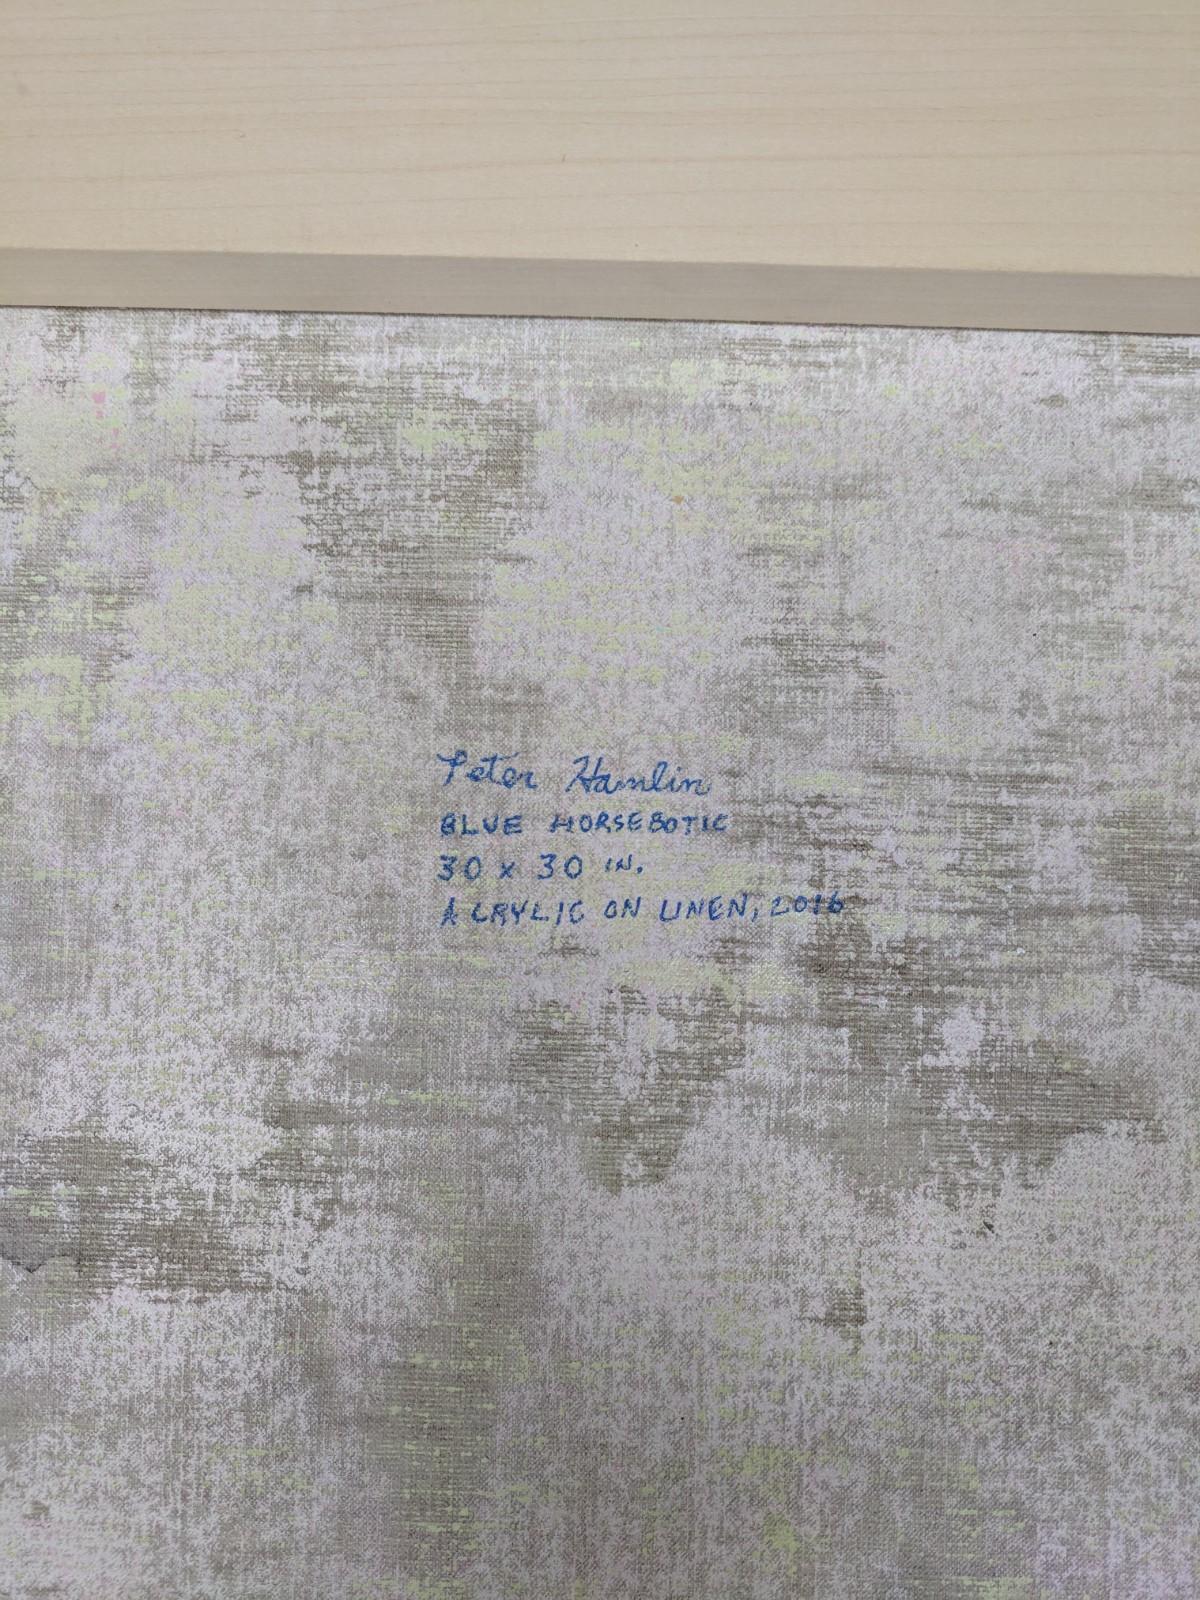 Peter Hamlin
BLUE HORSEBOTIC
30 x 30 IN.
ACRYLIC ON LINEN, 2016